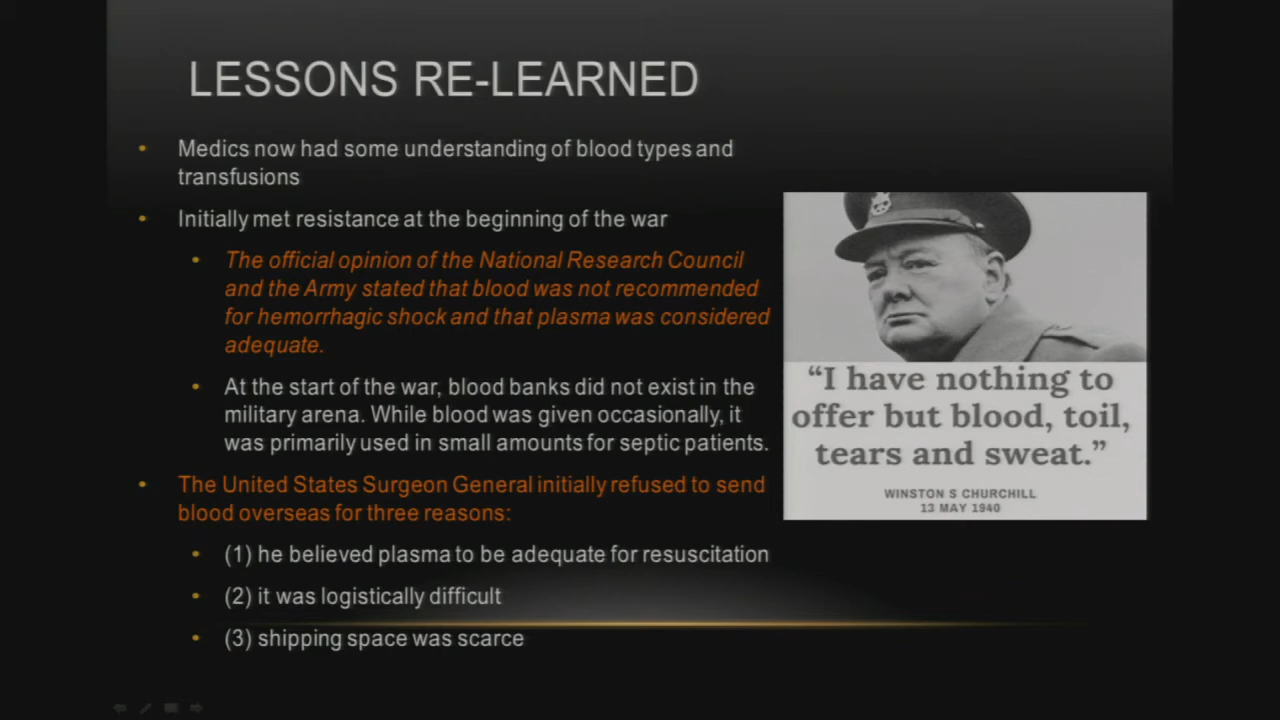 LESSONS RE-LEARNED
• Medics now had some understanding of blood types and
transfusions
• Initially met resistance at the beginning of the war
• The official opinion of the National Research Council
and the Army stated that blood was not recommended
for hemorrhagic shock and that plasma was considered
adequate.
• At the start of the war, blood banks did not exist in the
military arena. While blood was given occasionally, it
was primarily used in small amounts for septic patients.
• The United States Surgeon General initially refused to send
blood overseas for three reasons:
• (1) he believed plasma to be adequate for resuscitation
• (2) it was logistically difficult
• (3) shipping space was scarce
“I have nothing to
offer but blood, toil,
tears and sweat.”
WINSTON S CHURCHILL
13 MAY 1940